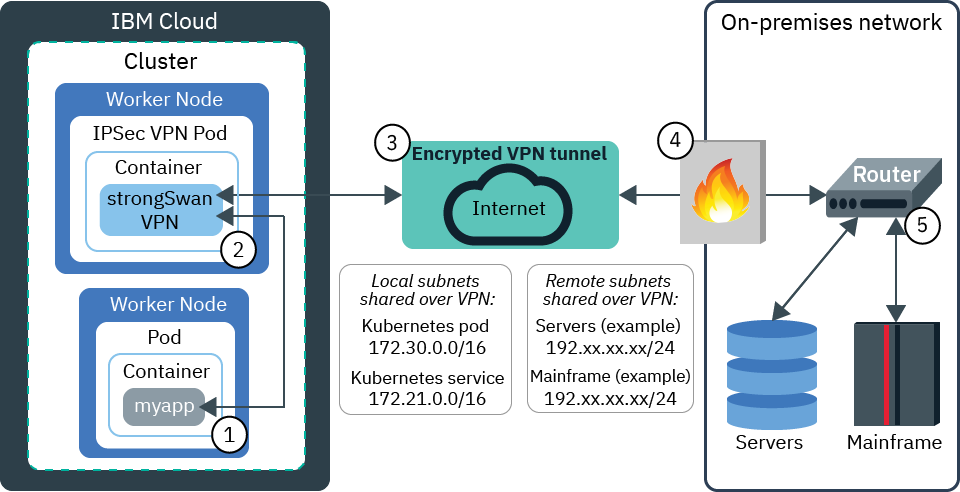 IBM Cloud
Cluster
Worker Node
IPSec VPN Pod
Container
strongSwan
VPN
2
Worker Node
Pod
Container
myapp
1
3
Encrypted VPN tunnel
Internet
Local subnets
shared over VPN:
Kubernetes pod
172.30.0.0/16
Kubernetes service
172.21.0.0/16
Remote subnets
shared over VPN:
Servers (example)
192.xx.xx.xx/24
Mainframe (example)
192.xx.xx.xx/24
On-premises network
4
Router
5
Servers
Mainframe